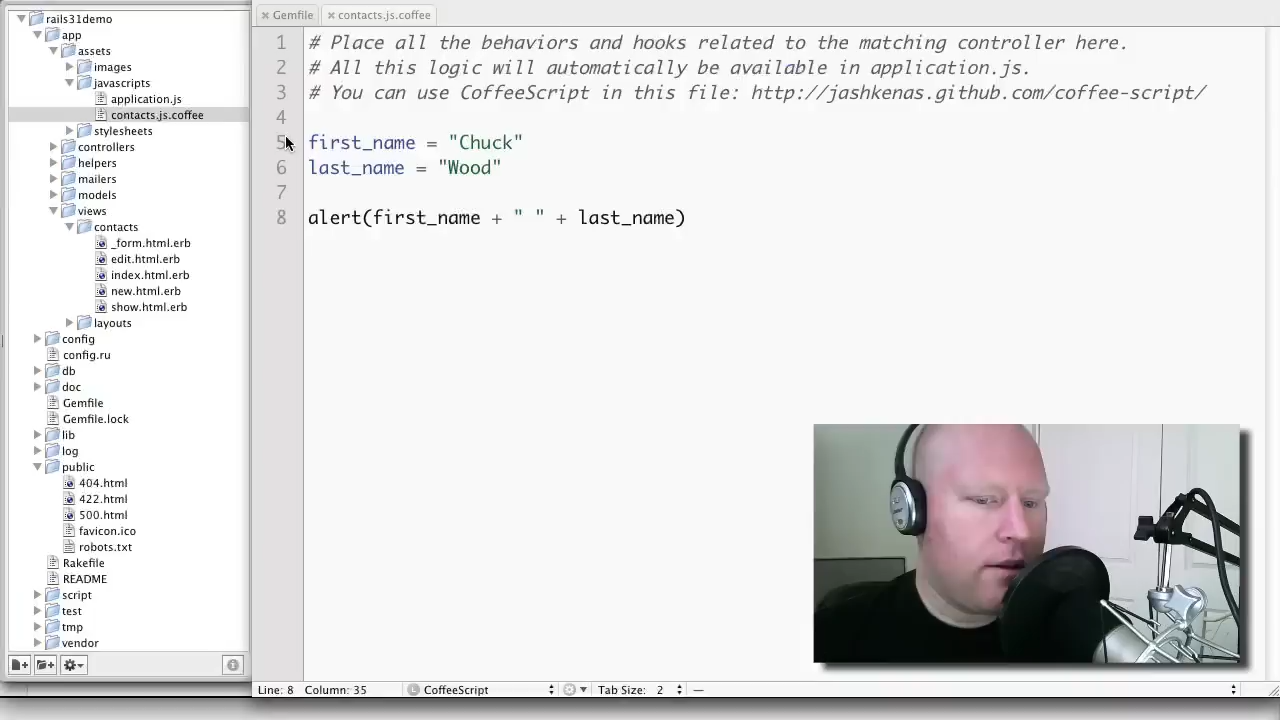 rails31demo
app
assets
images
javascripts
application.js
contacts.js.coffee
stylesheets
controllers
helpers
mailers
models
views
contacts
_form.html.erb
edit.html.erb
index.html.erb
new.html.erb
show.html.erb
layouts
config
config.ru
db
doc
Gemfile
Gemfile.lock
lib
log
public
404.html
422.html
500.html
favicon.ico
robots.txt
Rakefile
README
script
test
tmp
vendor
Gemfile
contacts.js.coffee
1 # Place all the behaviors and hooks related to the matching controller here.
2 # All this logic will automatically be available in application.js.
3 # You can use CoffeeScript in this file: http://jashkenas.github.com/coffee-script/
4
5 first_name = "Chuck"
6 last_name = "Wood"
7
8 alert(first_name + " " + last_name)
Line: 8 Column: 35 CoffeeScript Tab Size: 2 —